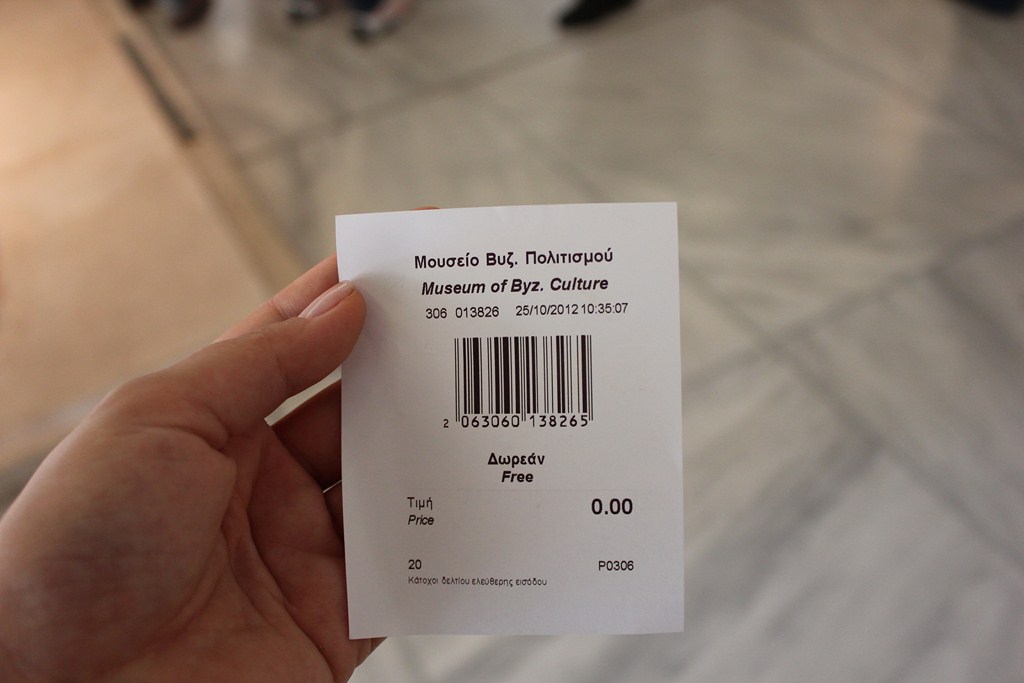 Μουσείο Βυζ. Πολιτισμού
Museum of Byz. Culture
306 013826 25/10/2012 10:35:07
2 063060 138265
Δωρεάν
Free
Τιμή 0.00
Price
20 P0306
Κάτοχοι δελτίου ελεύθερης εισόδου